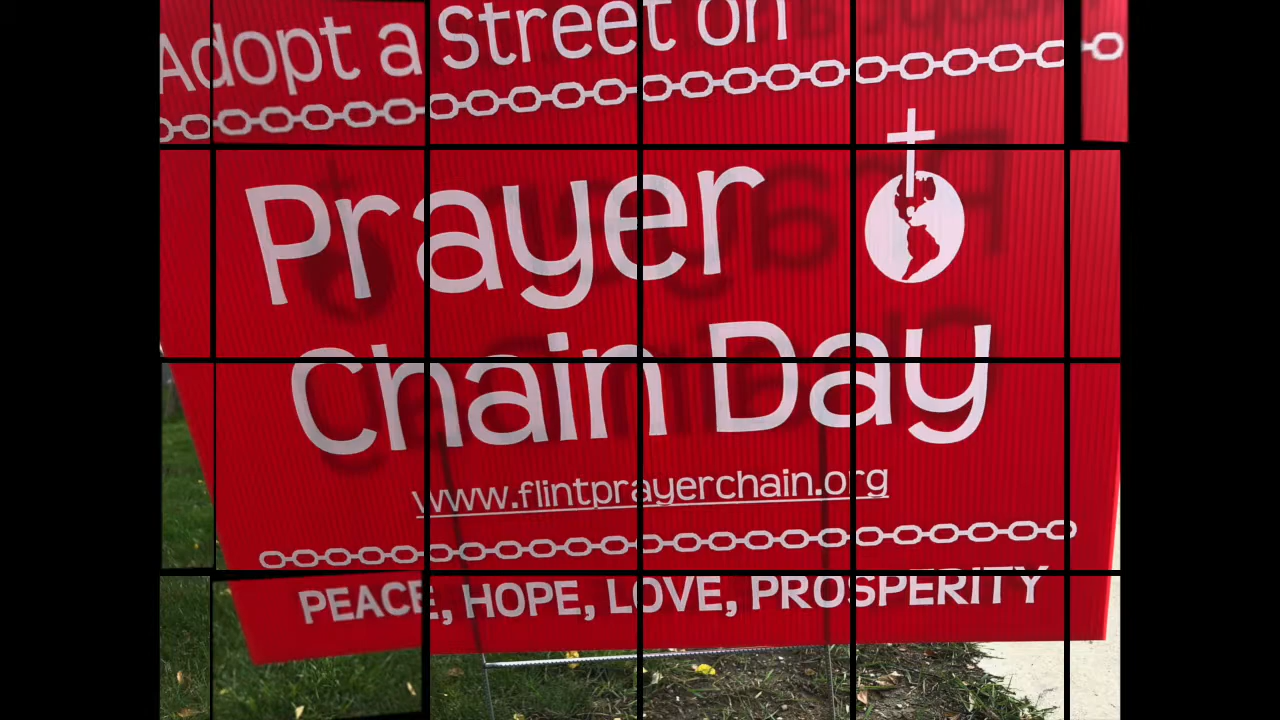 Adopt a Street on
Prayer
Chain Day
www.flintprayerchain.org
PEACE, HOPE, LOVE, PROSPERITY